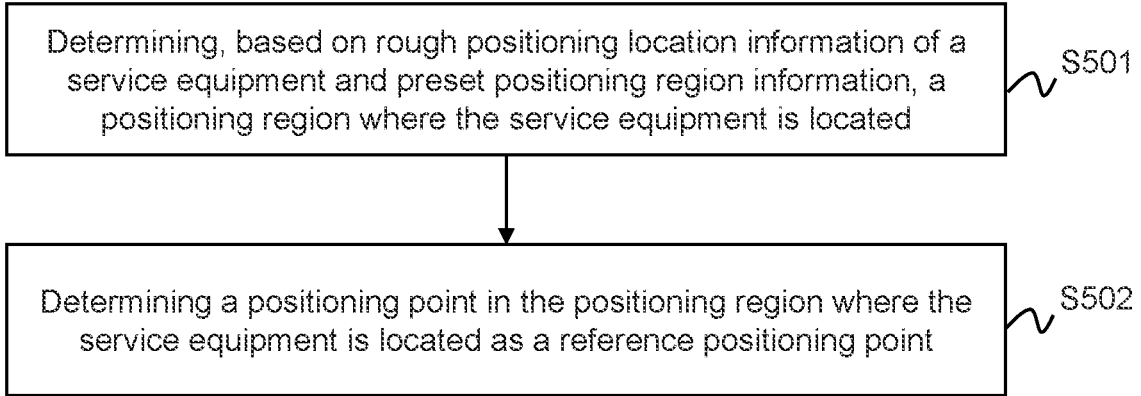 Determining, based on rough positioning location information of a
service equipment and preset positioning region information, a
positioning region where the service equipment is located
S501
Determining a positioning point in the positioning region where the
service equipment is located as a reference positioning point
S502